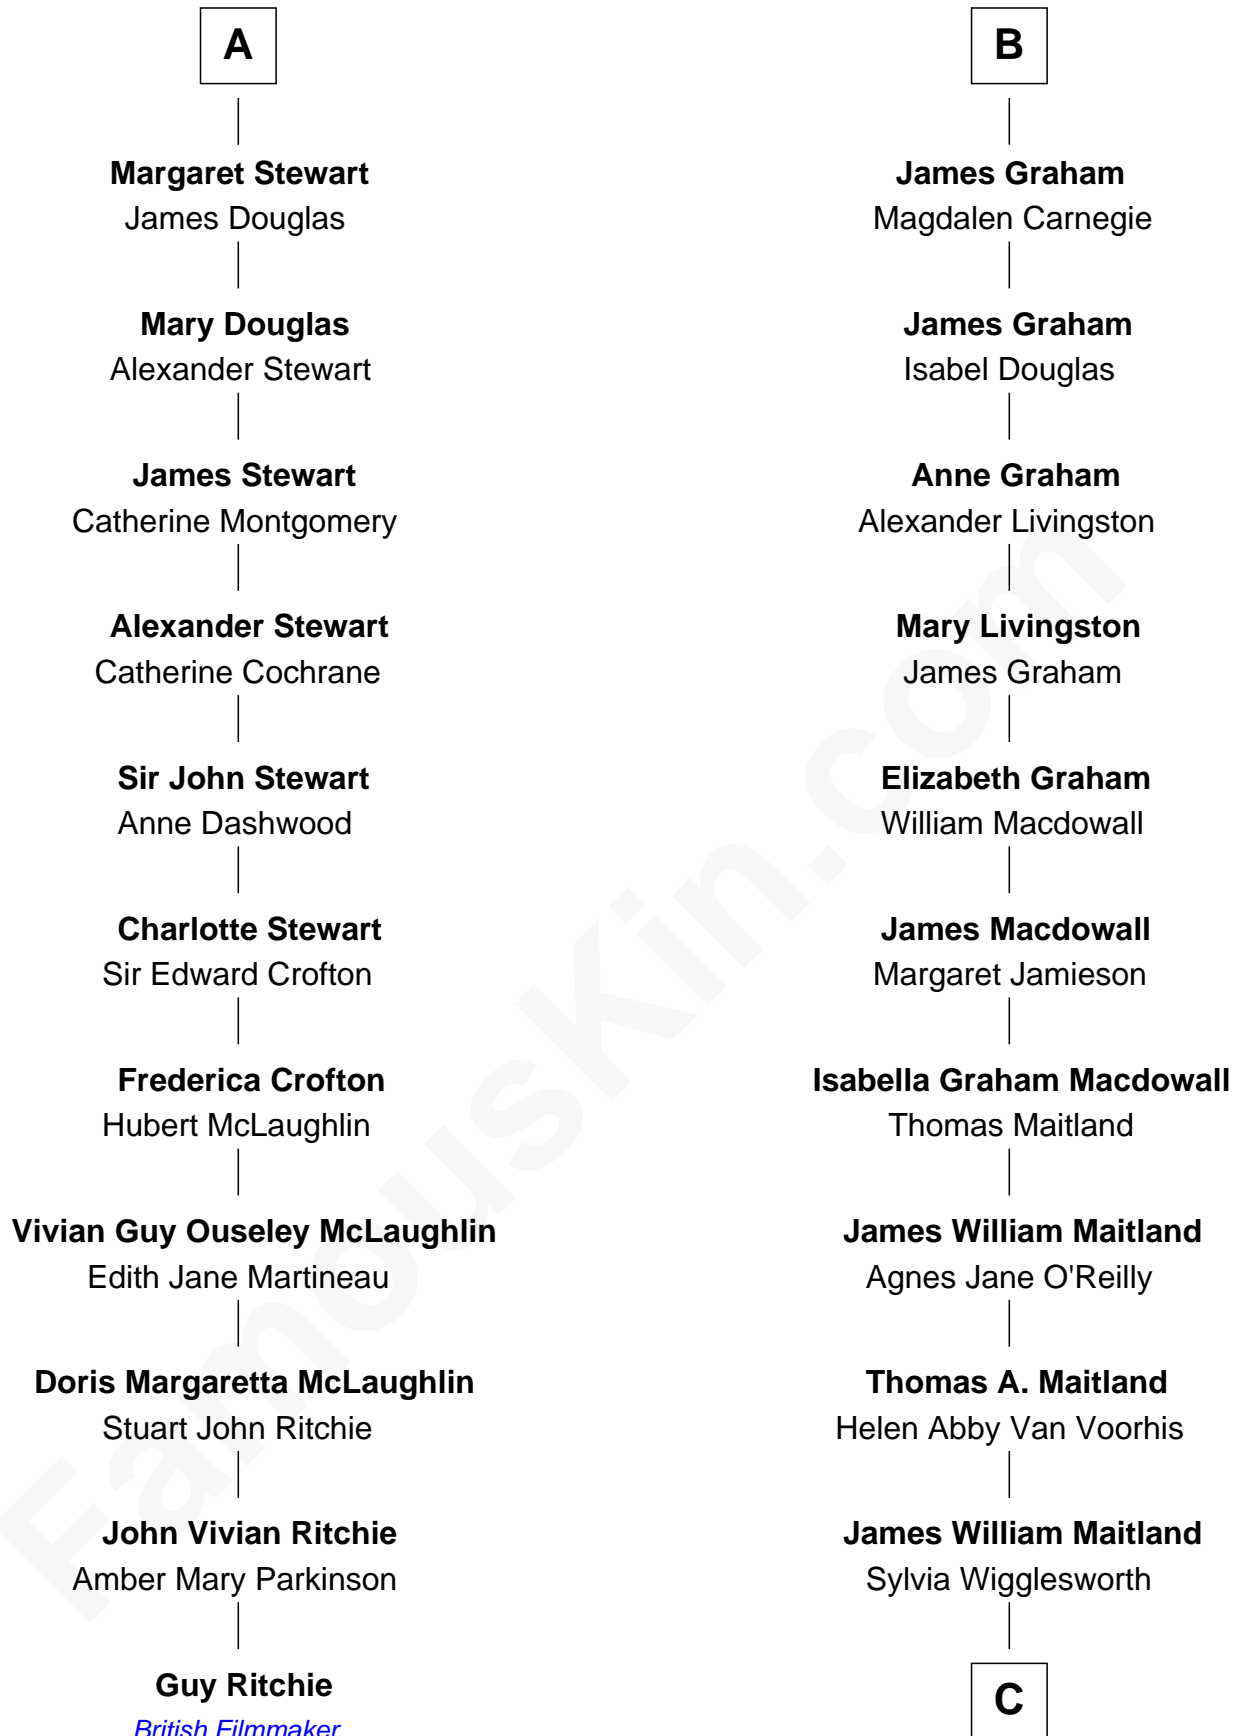 A
Margaret Stewart
James Douglas
Mary Douglas
Alexander Stewart
James Stewart
Catherine Montgomery
Alexander Stewart
Catherine Cochrane
Sir John Stewart
Anne Dashwood
Charlotte Stewart
Sir Edward Crofton
Frederica Crofton
Hubert McLaughlin
Vivian Guy Ouseley McLaughlin
Edith Jane Martineau
Doris Margaretta McLaughlin
Stuart John Ritchie
John Vivian Ritchie
Amber Mary Parkinson
Guy Ritchie
British Filmmaker
B
James Graham
Magdalen Carnegie
James Graham
Isabel Douglas
Anne Graham
Alexander Livingston
Mary Livingston
James Graham
Elizabeth Graham
William Macdowall
James Macdowall
Margaret Jamieson
Isabella Graham Macdowall
Thomas Maitland
James William Maitland
Agnes Jane O'Reilly
Thomas A. Maitland
Helen Abby Van Voorhis
James William Maitland
Sylvia Wigglesworth
C
FamousKin.com